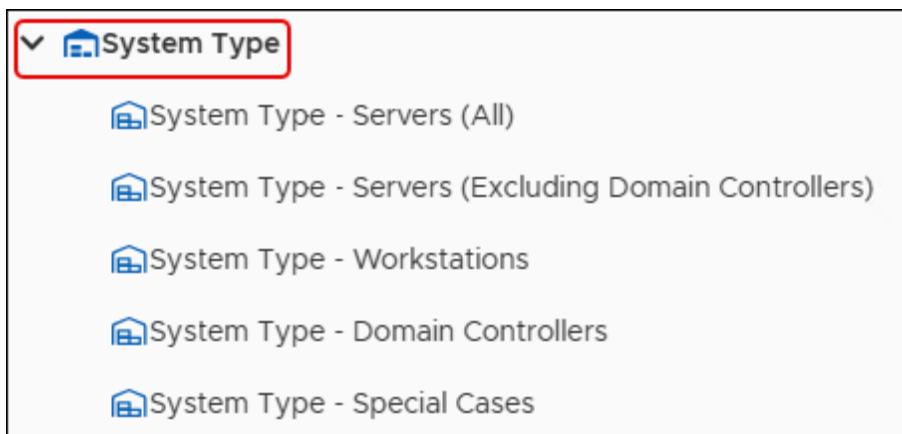 System Type
System Type - Servers (All)
System Type - Servers (Excluding Domain Controllers)
System Type - Workstations
System Type - Domain Controllers
System Type - Special Cases